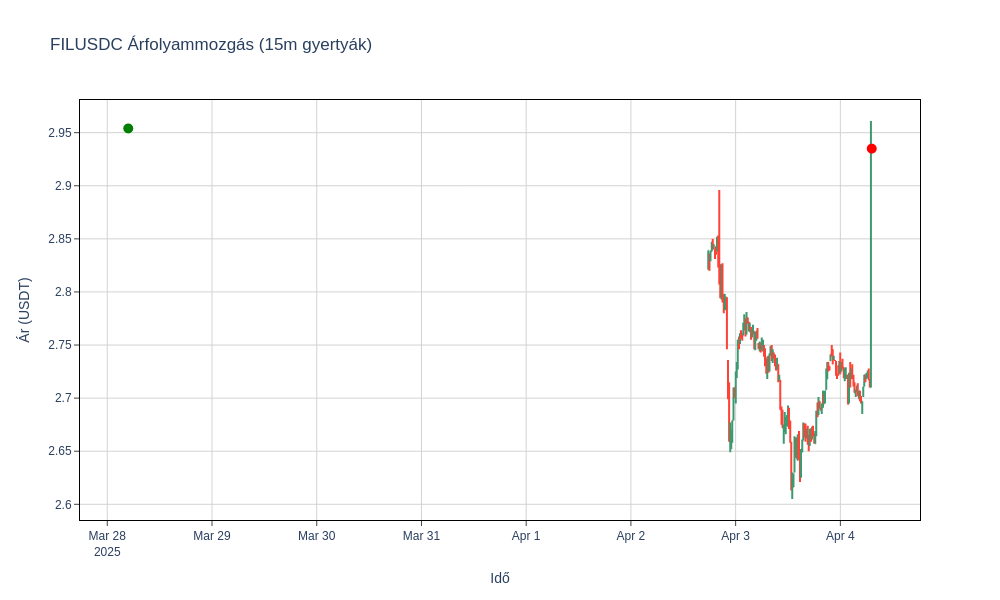 FILUSDC Árfolyammozgás (15m gyertyák)
2.95
2.9
2.85
2.8
2.75
2.7
2.65
2.6
Ár (USDT)
Mar 28 Mar 29 Mar 30 Mar 31 Apr 1 Apr 2 Apr 3 Apr 4
2025
Idő